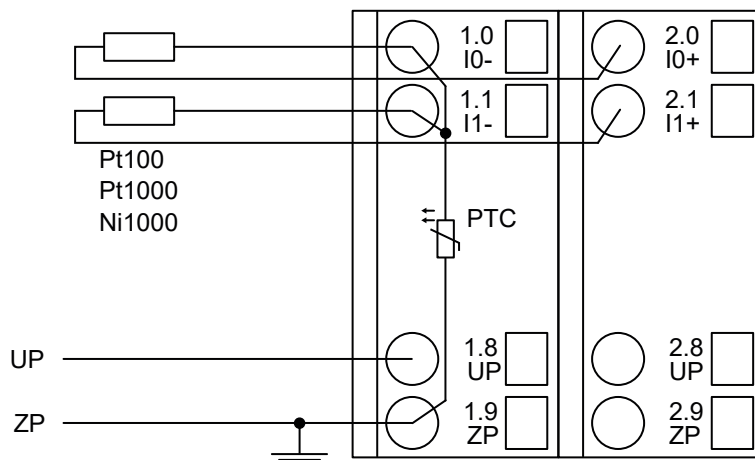 1.0
I0-
2.0
I0+
1.1
I1-
2.1
I1+
Pt100
Pt1000
Ni1000
PTC
UP
1.8
UP
2.8
UP
ZP
1.9
ZP
2.9
ZP